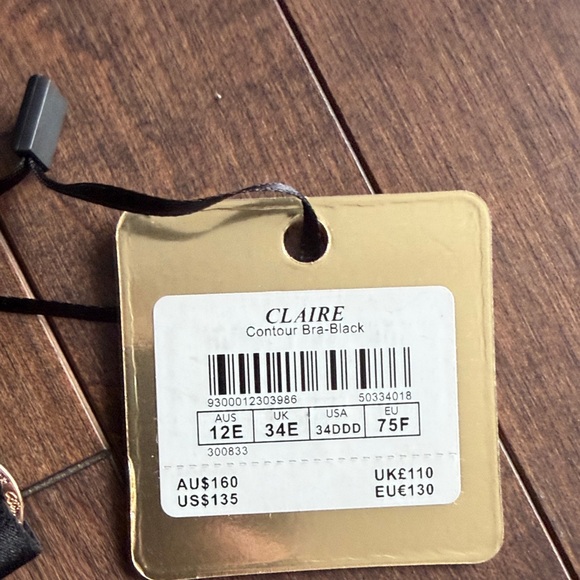 CLAIRE
Contour Bra-Black
9300012303986 50334018
AUS UK USA EU
12E 34E 34DDD 75F
300833
AU$160 UK£110
US$135 EU€130